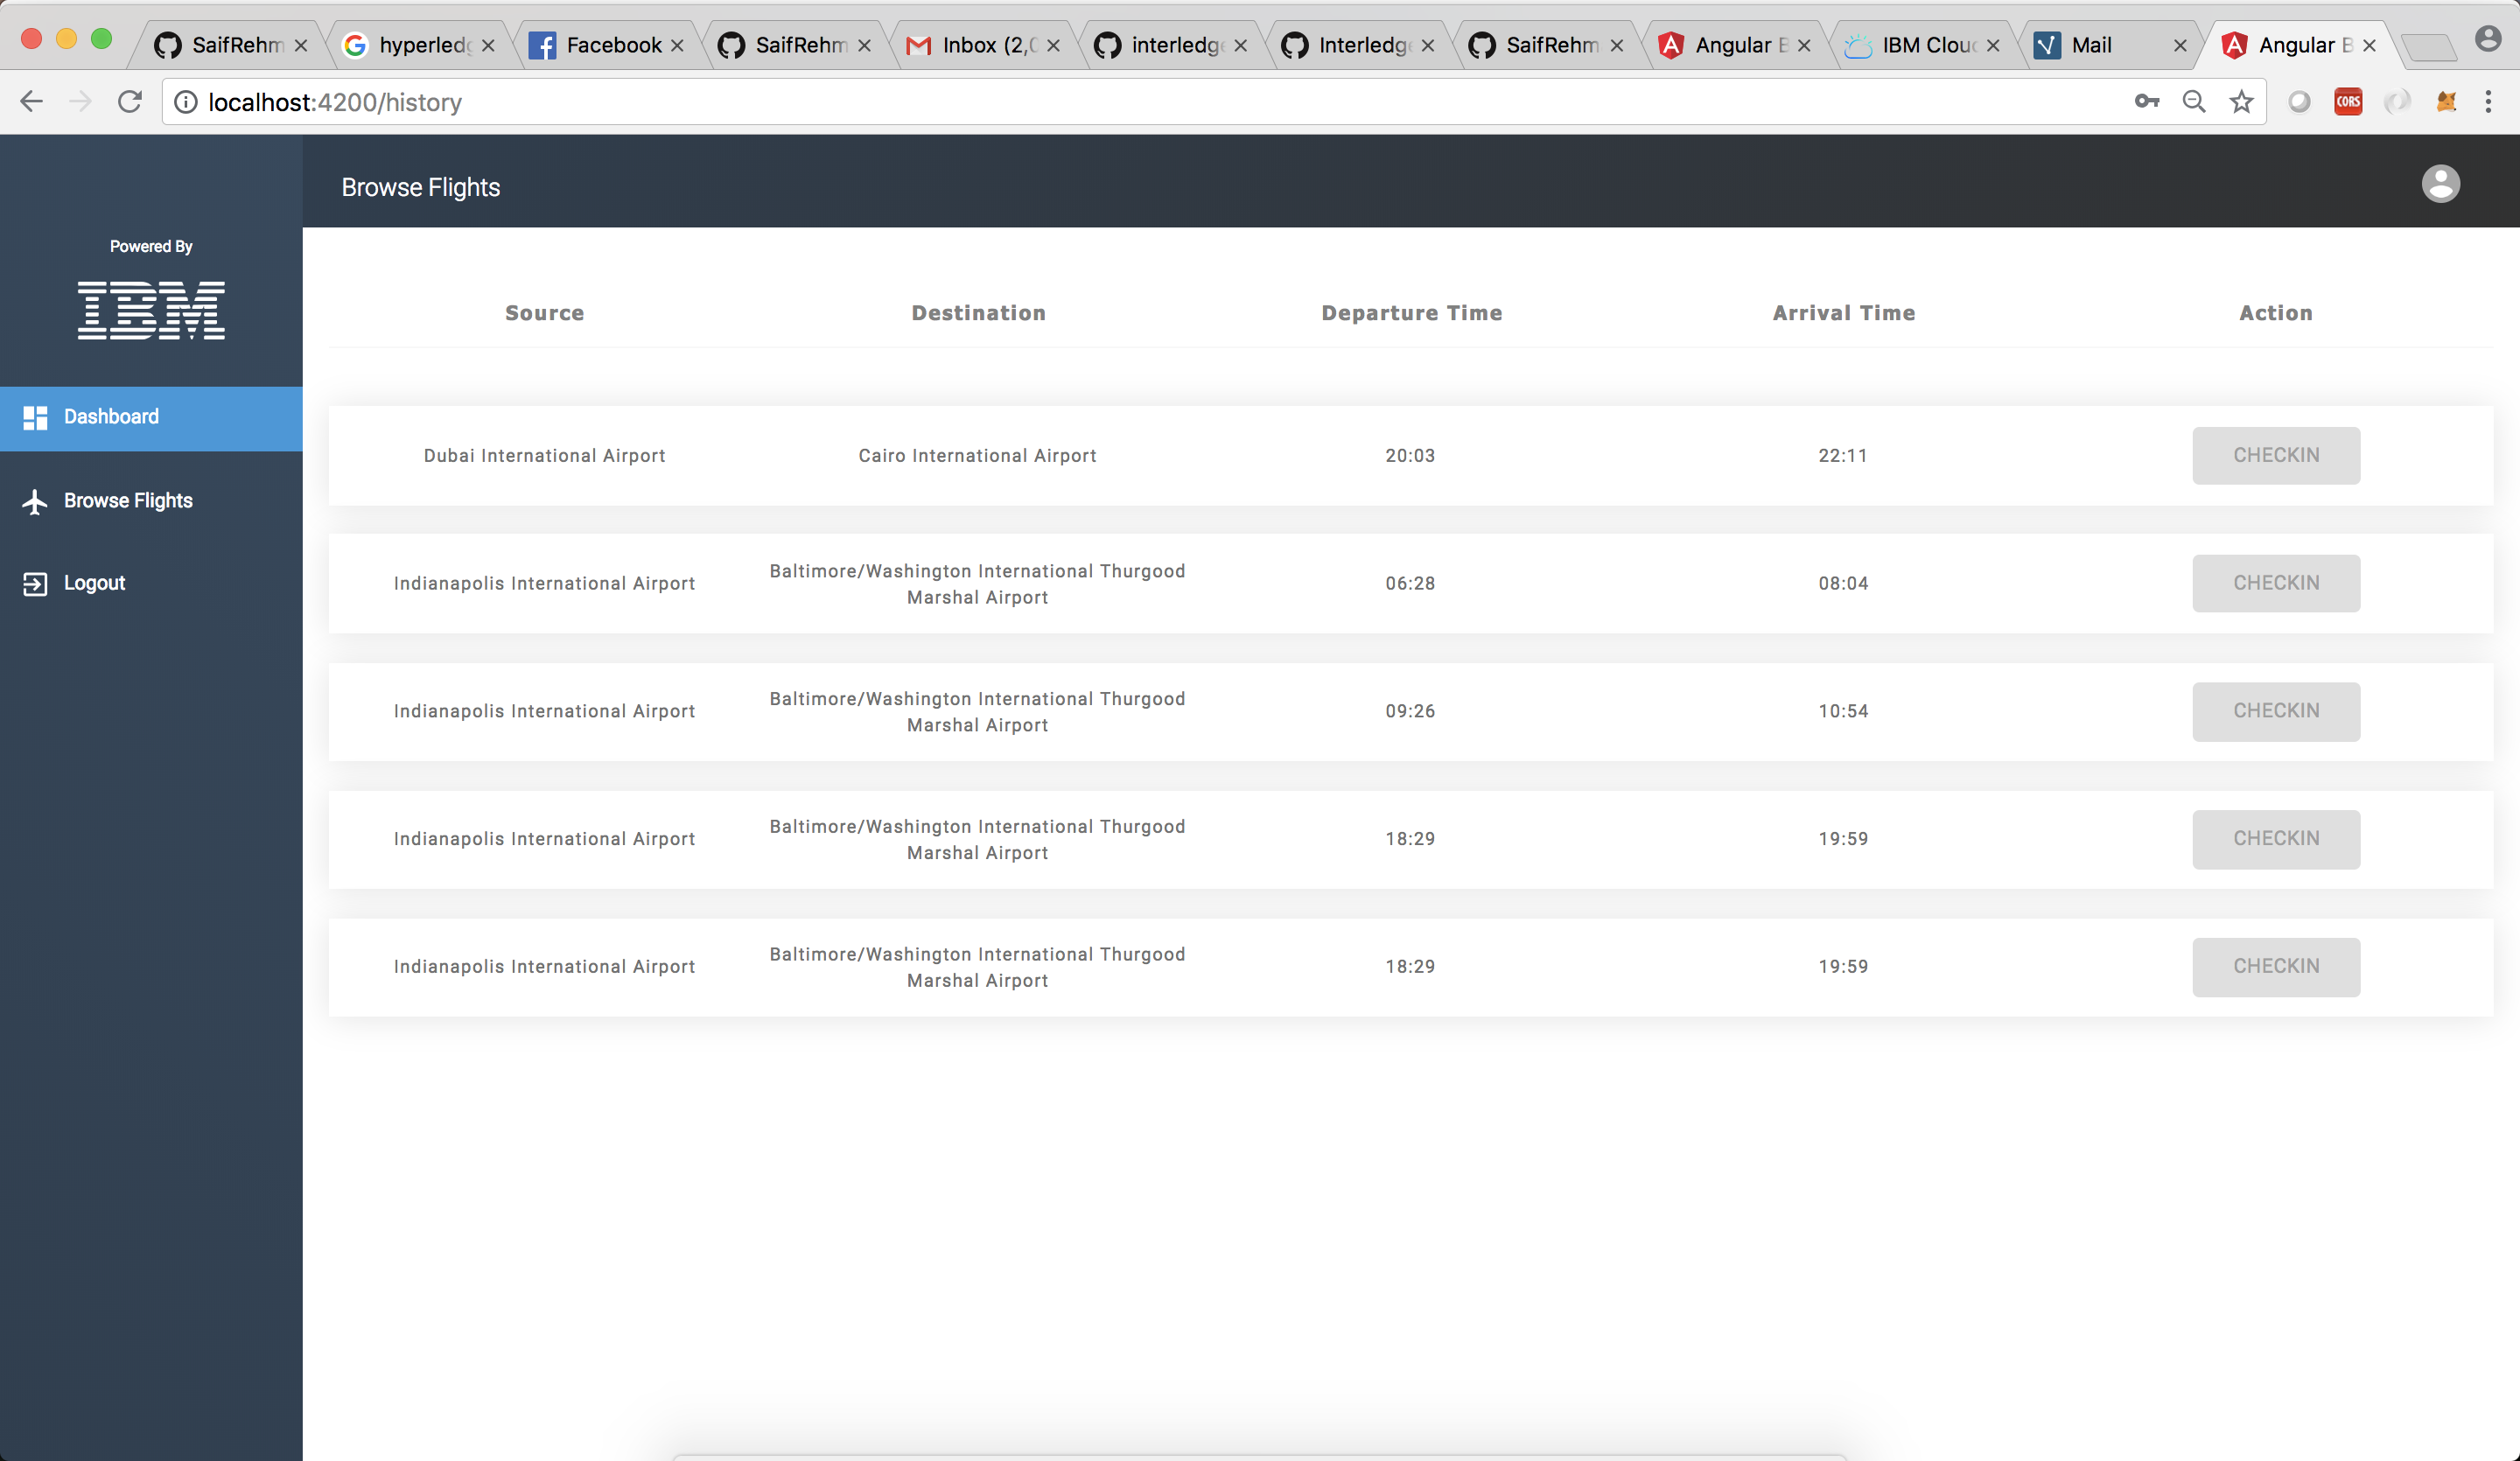 SaifRehm
hyperledg
Facebook
SaifRehm
Inbox (2,0
interledge
Interledge
SaifRehm
Angular B
IBM Cloud
Mail
Angular B
localhost:4200/history
CORS
Browse Flights
Powered By
IBM
Dashboard
Browse Flights
Logout
Source Destination Departure Time Arrival Time Action
Dubai International Airport Cairo International Airport 20:03 22:11 CHECKIN
Indianapolis International Airport Baltimore/Washington International Thurgood Marshal Airport 06:28 08:04 CHECKIN
Indianapolis International Airport Baltimore/Washington International Thurgood Marshal Airport 09:26 10:54 CHECKIN
Indianapolis International Airport Baltimore/Washington International Thurgood Marshal Airport 18:29 19:59 CHECKIN
Indianapolis International Airport Baltimore/Washington International Thurgood Marshal Airport 18:29 19:59 CHECKIN